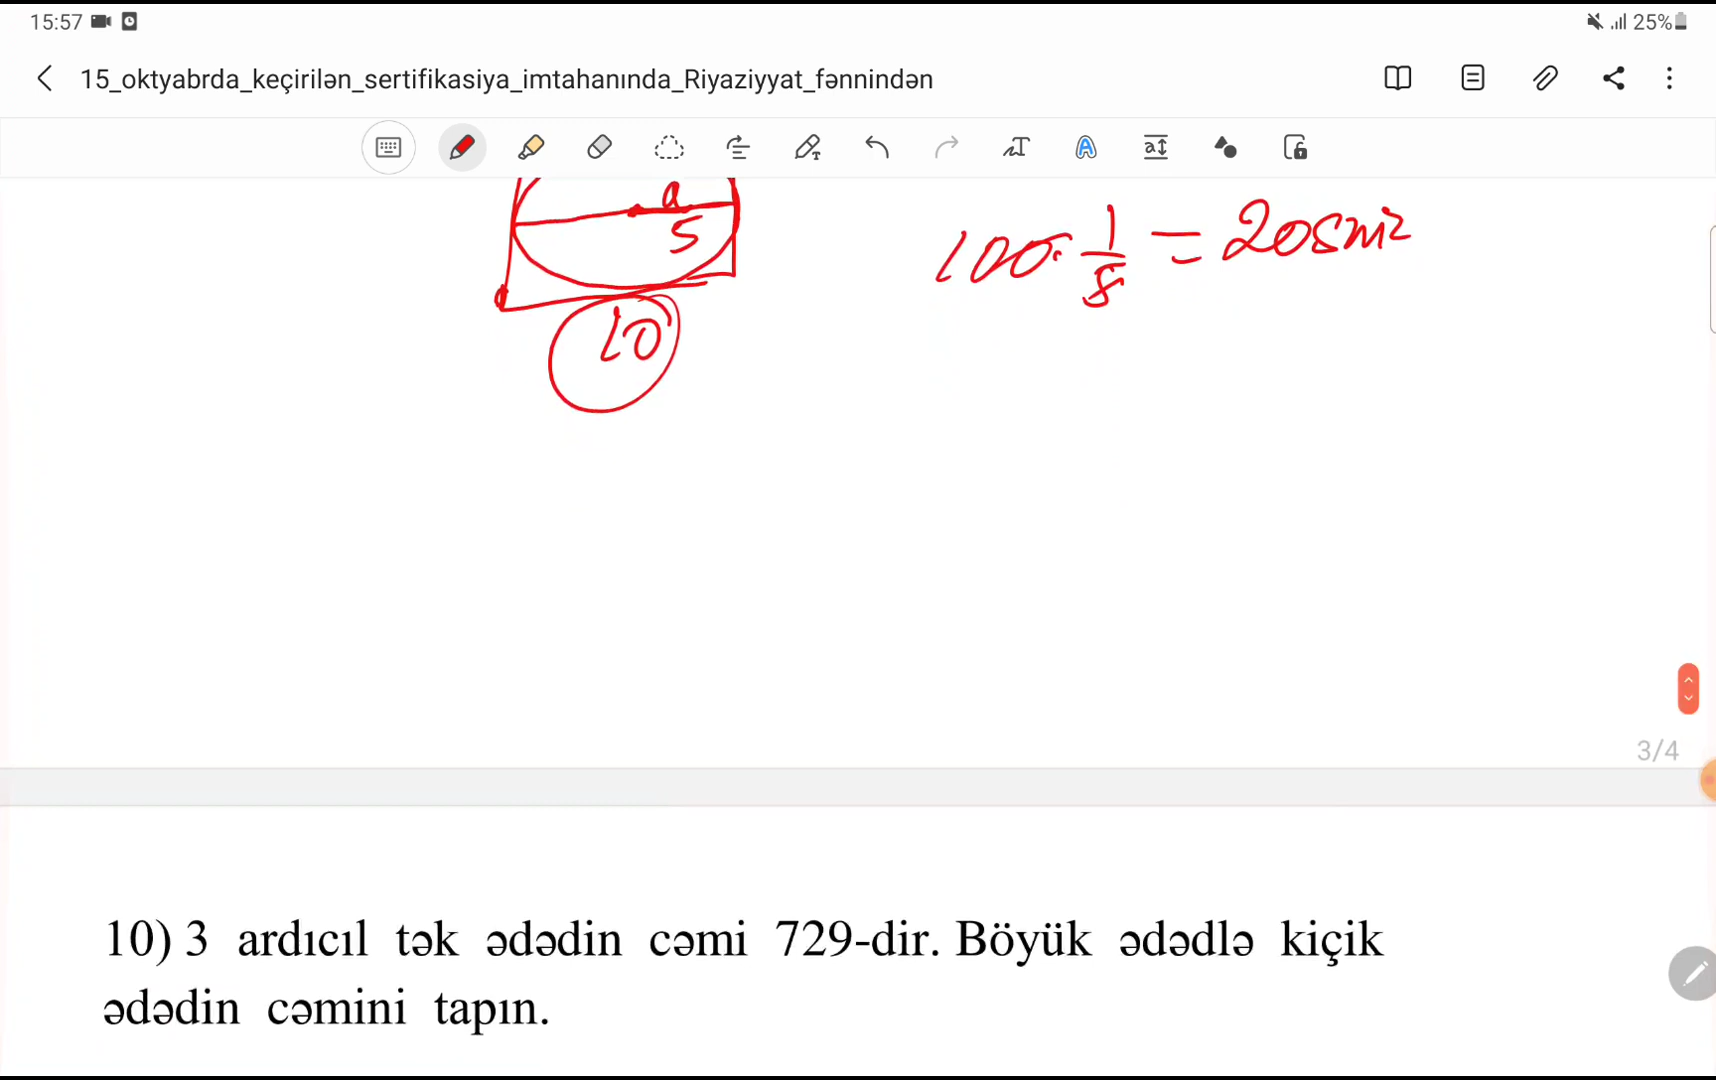 15:57
25%
15_oktyabrda_keçirilən_sertifikasiya_imtahanında_Riyaziyyat_fənnindən
a
5
10
100 · 1/5 = 20sm²
3/4
10) 3 ardıcıl tək ədədin cəmi 729-dir. Böyük ədədlə kiçik
ədədin cəmini tapın.